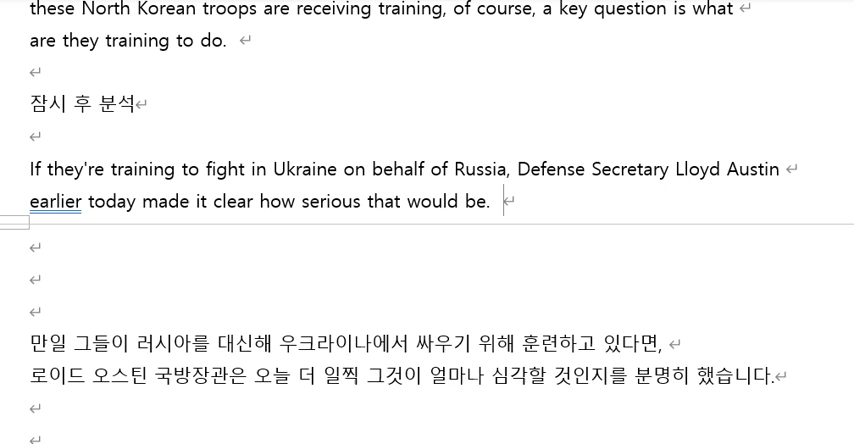 these North Korean troops are receiving training, of course, a key question is what
are they training to do.
잠시 후 분석
If they're training to fight in Ukraine on behalf of Russia, Defense Secretary Lloyd Austin
earlier today made it clear how serious that would be.
만일 그들이 러시아를 대신해 우크라이나에서 싸우기 위해 훈련하고 있다면,
로이드 오스틴 국방장관은 오늘 더 일찍 그것이 얼마나 심각할 것인지를 분명히 했습니다.